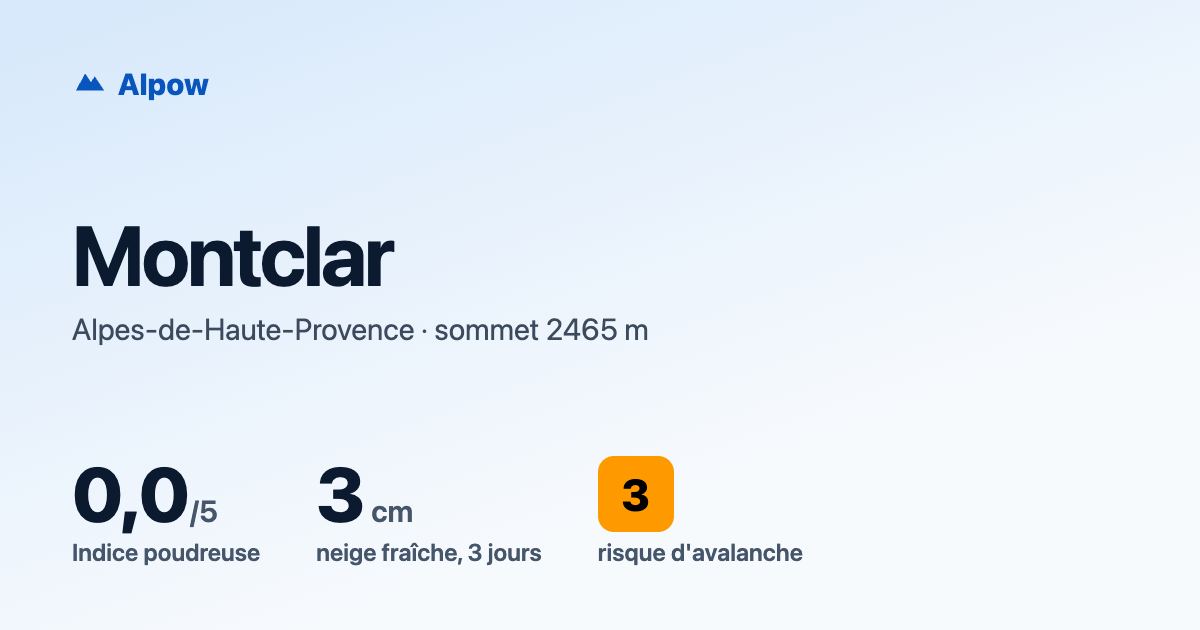 Alpow
Montclar
Alpes-de-Haute-Provence · sommet 2465 m
0,0/5
Indice poudreuse
3 cm
neige fraîche, 3 jours
3
risque d'avalanche